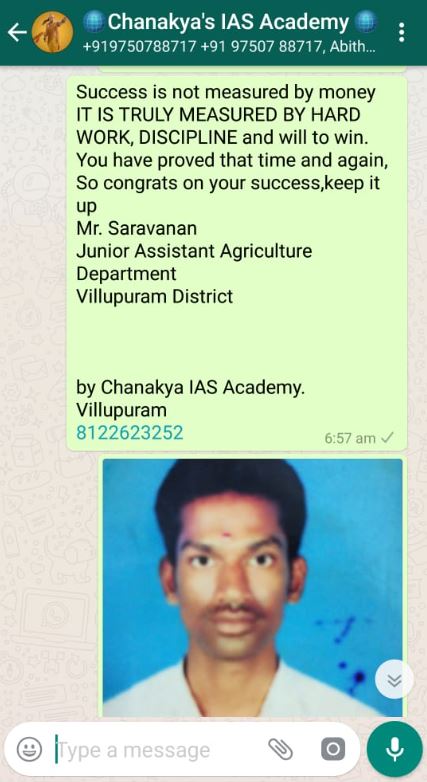 Chanakya's IAS Academy
+919750788717 +91 97507 88717, Abith...
Success is not measured by money
IT IS TRULY MEASURED BY HARD
WORK, DISCIPLINE and will to win.
You have proved that time and again,
So congrats on your success,keep it
up
Mr. Saravanan
Junior Assistant Agriculture
Department
Villupuram District
by Chanakya IAS Academy.
Villupuram
8122623252
6:57 am
Type a message